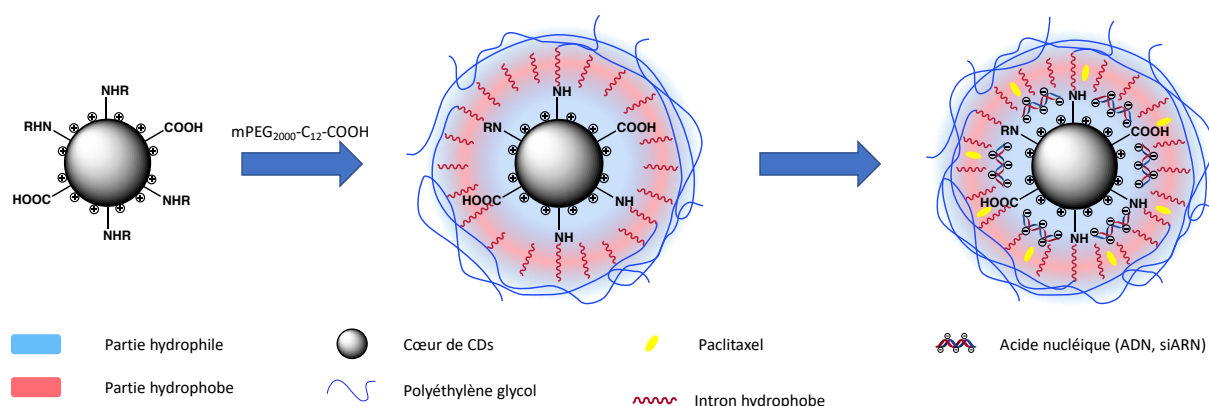 NHR
RHN
COOH
HOOC
NHR
NHR
mPEG2000-C12-COOH
NH
RN
COOH
HOOC
NH
NH
NH
RN
COOH
HOOC
NH
NH
Partie hydrophile
Cœur de CDs
Paclitaxel
Acide nucléique (ADN, siARN)
Partie hydrophobe
Polyéthylène glycol
Intron hydrophobe